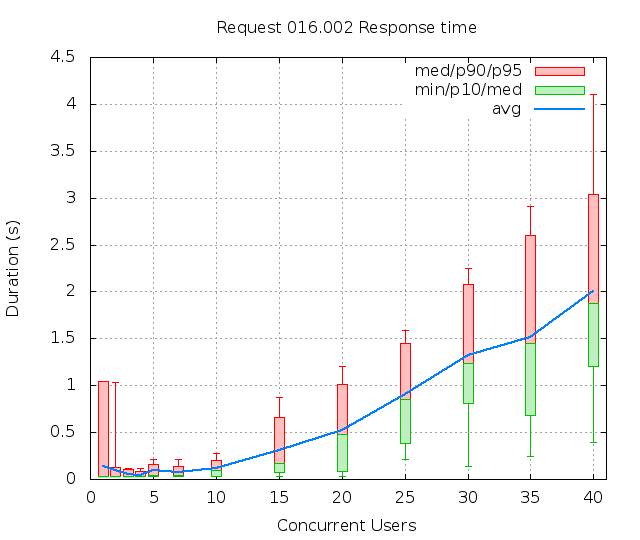 Request 016.002 Response time
med/p90/p95
min/p10/med
avg
4.5
4
3.5
3
2.5
2
1.5
1
0.5
0
Duration (s)
0 5 10 15 20 25 30 35 40
Concurrent Users